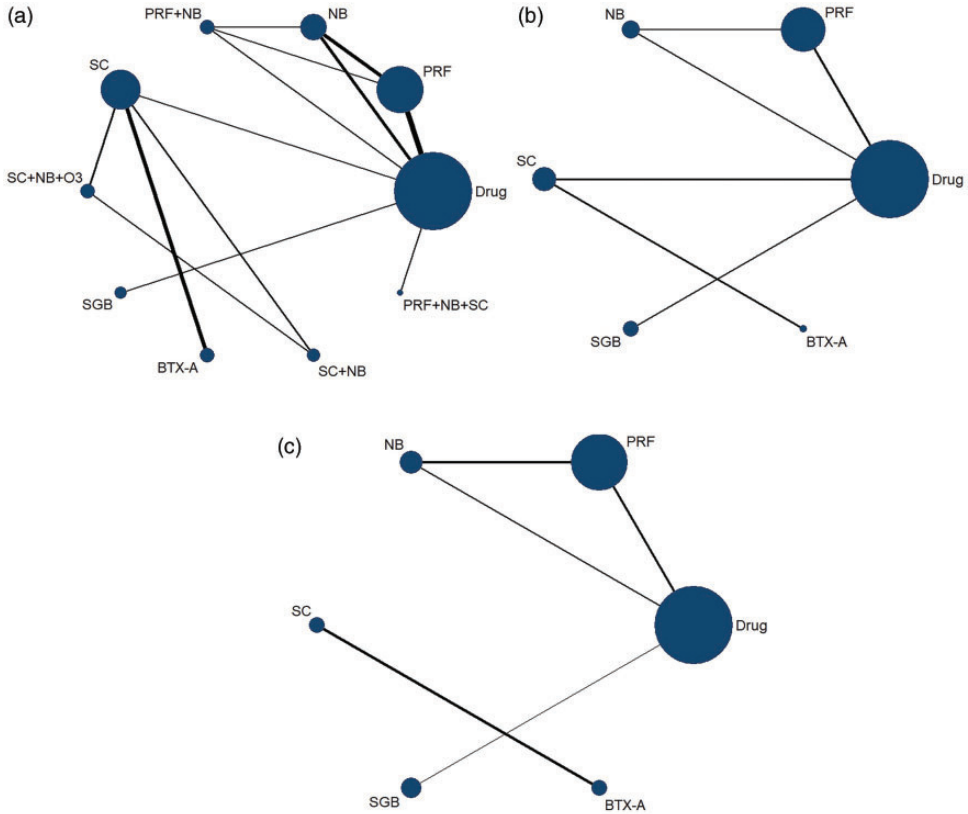 (a)
PRF+NB
NB
SC
PRF
SC+NB+O3
Drug
SGB
PRF+NB+SC
BTX-A
SC+NB
(b)
NB
PRF
SC
Drug
SGB
BTX-A
(c)
NB
PRF
SC
Drug
SGB
BTX-A